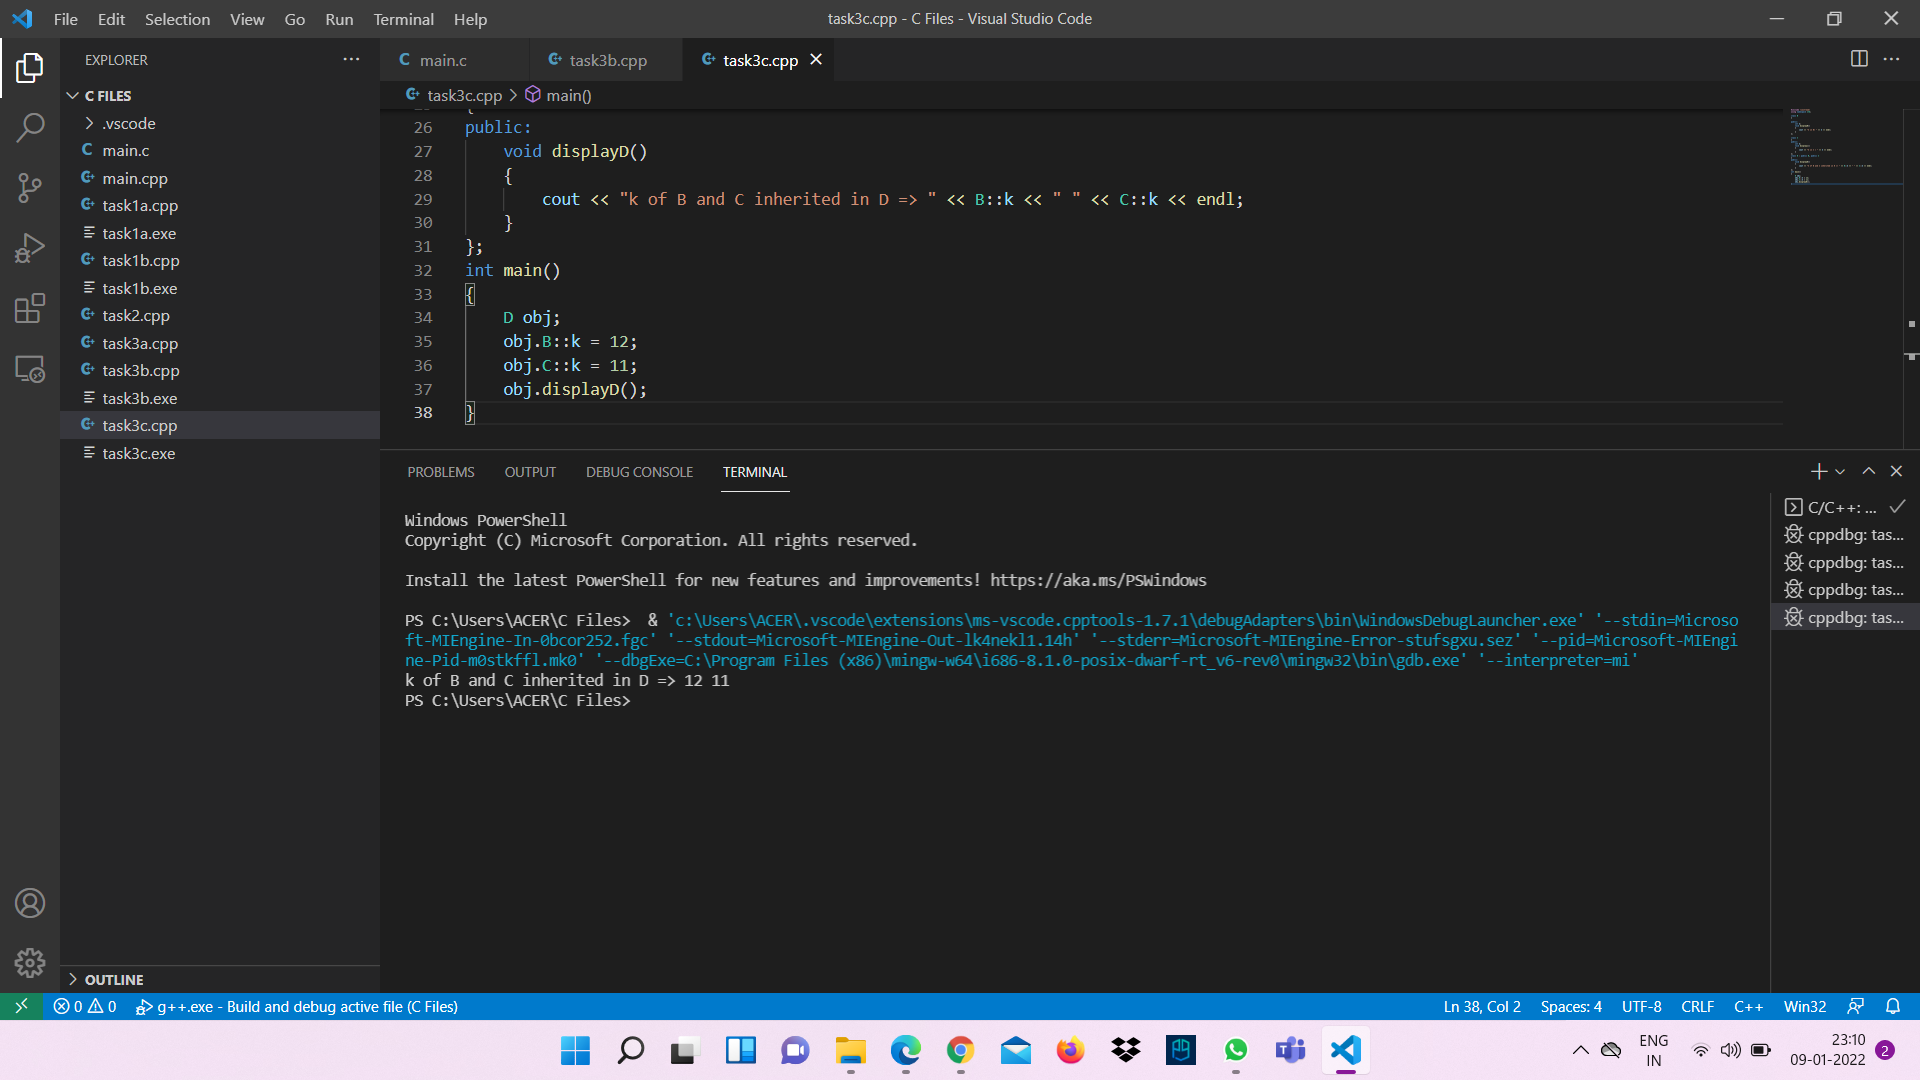 File Edit Selection View Go Run Terminal Help
task3c.cpp - C Files - Visual Studio Code
EXPLORER
C FILES
.vscode
main.c
main.cpp
task1a.cpp
task1a.exe
task1b.cpp
task1b.exe
task2.cpp
task3a.cpp
task3b.cpp
task3b.exe
task3c.cpp
task3c.exe
OUTLINE
main.c task3b.cpp task3c.cpp
task3c.cpp > main()
26 public:
27 void displayD()
28 {
29 cout << "k of B and C inherited in D => " << B::k << " " << C::k << endl;
30 }
31 };
32 int main()
33 {
34 D obj;
35 obj.B::k = 12;
36 obj.C::k = 11;
37 obj.displayD();
38 }
PROBLEMS OUTPUT DEBUG CONSOLE TERMINAL
Windows PowerShell
Copyright (C) Microsoft Corporation. All rights reserved.
Install the latest PowerShell for new features and improvements! https://aka.ms/PSWindows
PS C:\Users\ACER\C Files>  & 'c:\Users\ACER\.vscode\extensions\ms-vscode.cpptools-1.7.1\debugAdapters\bin\WindowsDebugLauncher.exe' '--stdin=Microso
ft-MIEngine-In-0bcor252.fgc' '--stdout=Microsoft-MIEngine-Out-lk4nekl1.14h' '--stderr=Microsoft-MIEngine-Error-stufsgxu.sez' '--pid=Microsoft-MIEngi
ne-Pid-m0stkffl.mk0' '--dbgExe=C:\Program Files (x86)\mingw-w64\i686-8.1.0-posix-dwarf-rt_v6-rev0\mingw32\bin\gdb.exe' '--interpreter=mi'
k of B and C inherited in D => 12 11
PS C:\Users\ACER\C Files>
C/C++: ...
cppdbg: tas...
cppdbg: tas...
cppdbg: tas...
cppdbg: tas...
0 0 g++.exe - Build and debug active file (C Files)
Ln 38, Col 2 Spaces: 4 UTF-8 CRLF C++ Win32
ENG
IN
23:10
09-01-2022
2